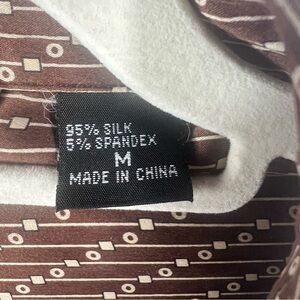 95% SILK
5% SPANDEX
M
MADE IN CHINA